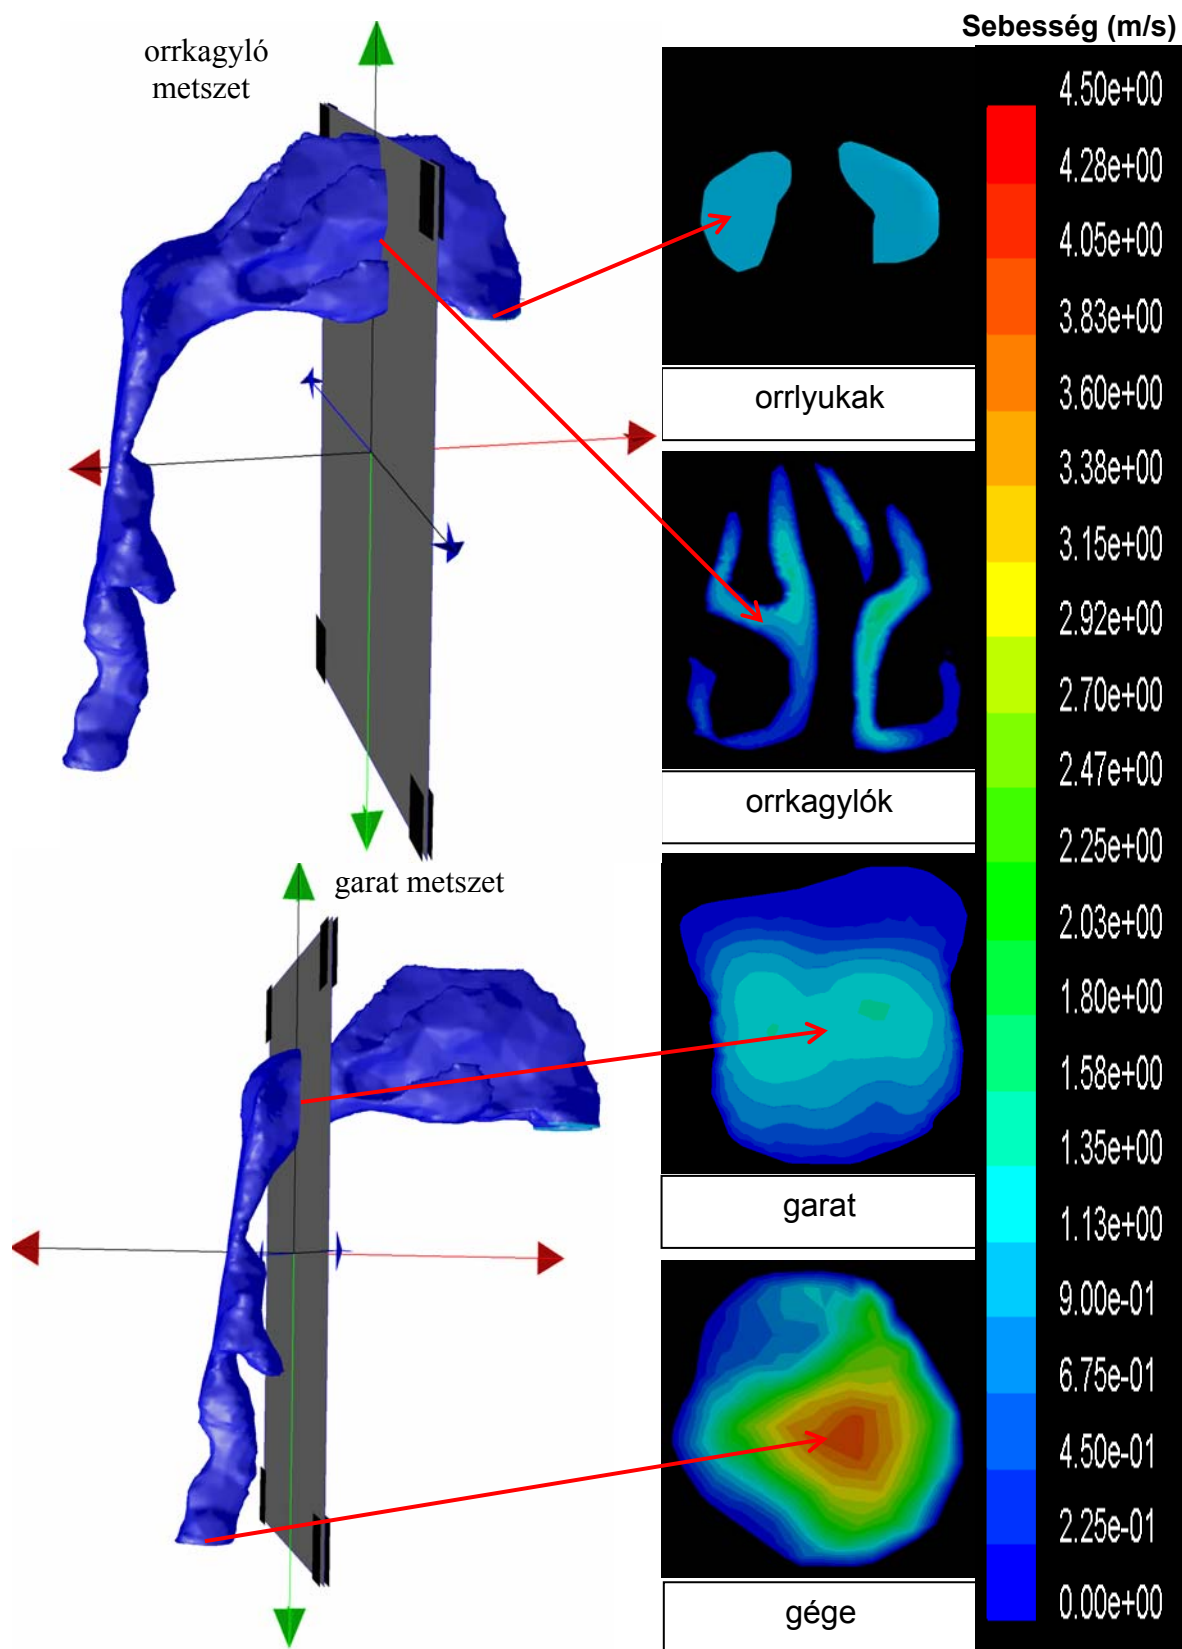 Sebesség (m/s)
orrkagyló
metszet
orrlyukak
orrkagylók
garat metszet
garat
gége
4.50e+00
4.28e+00
4.05e+00
3.83e+00
3.60e+00
3.38e+00
3.15e+00
2.92e+00
2.70e+00
2.47e+00
2.25e+00
2.03e+00
1.80e+00
1.58e+00
1.35e+00
1.13e+00
9.00e-01
6.75e-01
4.50e-01
2.25e-01
0.00e+00